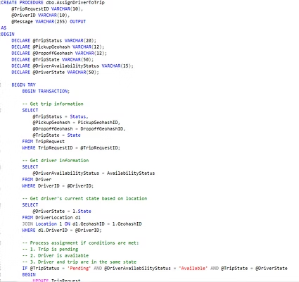 CREATE PROCEDURE dbo.assignDriverToTrip
@TripRequestID VARCHAR(10),
@DriverID VARCHAR(10),
@Message VARCHAR(255) OUTPUT
AS
BEGIN
DECLARE @TripStatus VARCHAR(20);
DECLARE @PickupGeohash VARCHAR(12);
DECLARE @DropoffGeohash VARCHAR(12);
DECLARE @TripState VARCHAR(50);
DECLARE @DriverAvailabilityStatus VARCHAR(15);
DECLARE @DriverState VARCHAR(50);
BEGIN TRY
BEGIN TRANSACTION;
-- Get trip information
SELECT
@TripStatus = Status,
@PickupGeohash = PickupGeohashID,
@DropoffGeohash = DropoffGeohashID,
@TripState = State
FROM TripRequest
WHERE TripRequestID = @TripRequestID;
-- Get driver information
SELECT
@DriverAvailabilityStatus = AvailabilityStatus
FROM Driver
WHERE DriverID = @DriverID;
-- Get driver's current state based on location
SELECT
@DriverState = l.State
FROM DriverLocation dl
JOIN Location l ON dl.GeohashID = l.GeohashID
WHERE dl.DriverID = @DriverID;
-- Process assignment if conditions are met:
-- 1. Trip is pending
-- 2. Driver is available
-- 3. Driver and trip are in the same state
IF @TripStatus = 'Pending' AND @DriverAvailabilityStatus = 'Available' AND @TripState = @DriverState
BEGIN
UPDATE TripRequest